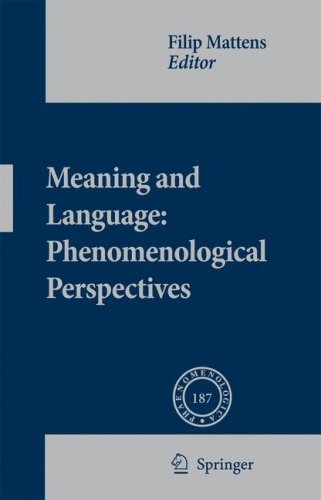 Filip Mattens
Editor
Meaning and
Language:
Phenomenological
Perspectives
PHAENOMENOLOGICA
187
Springer